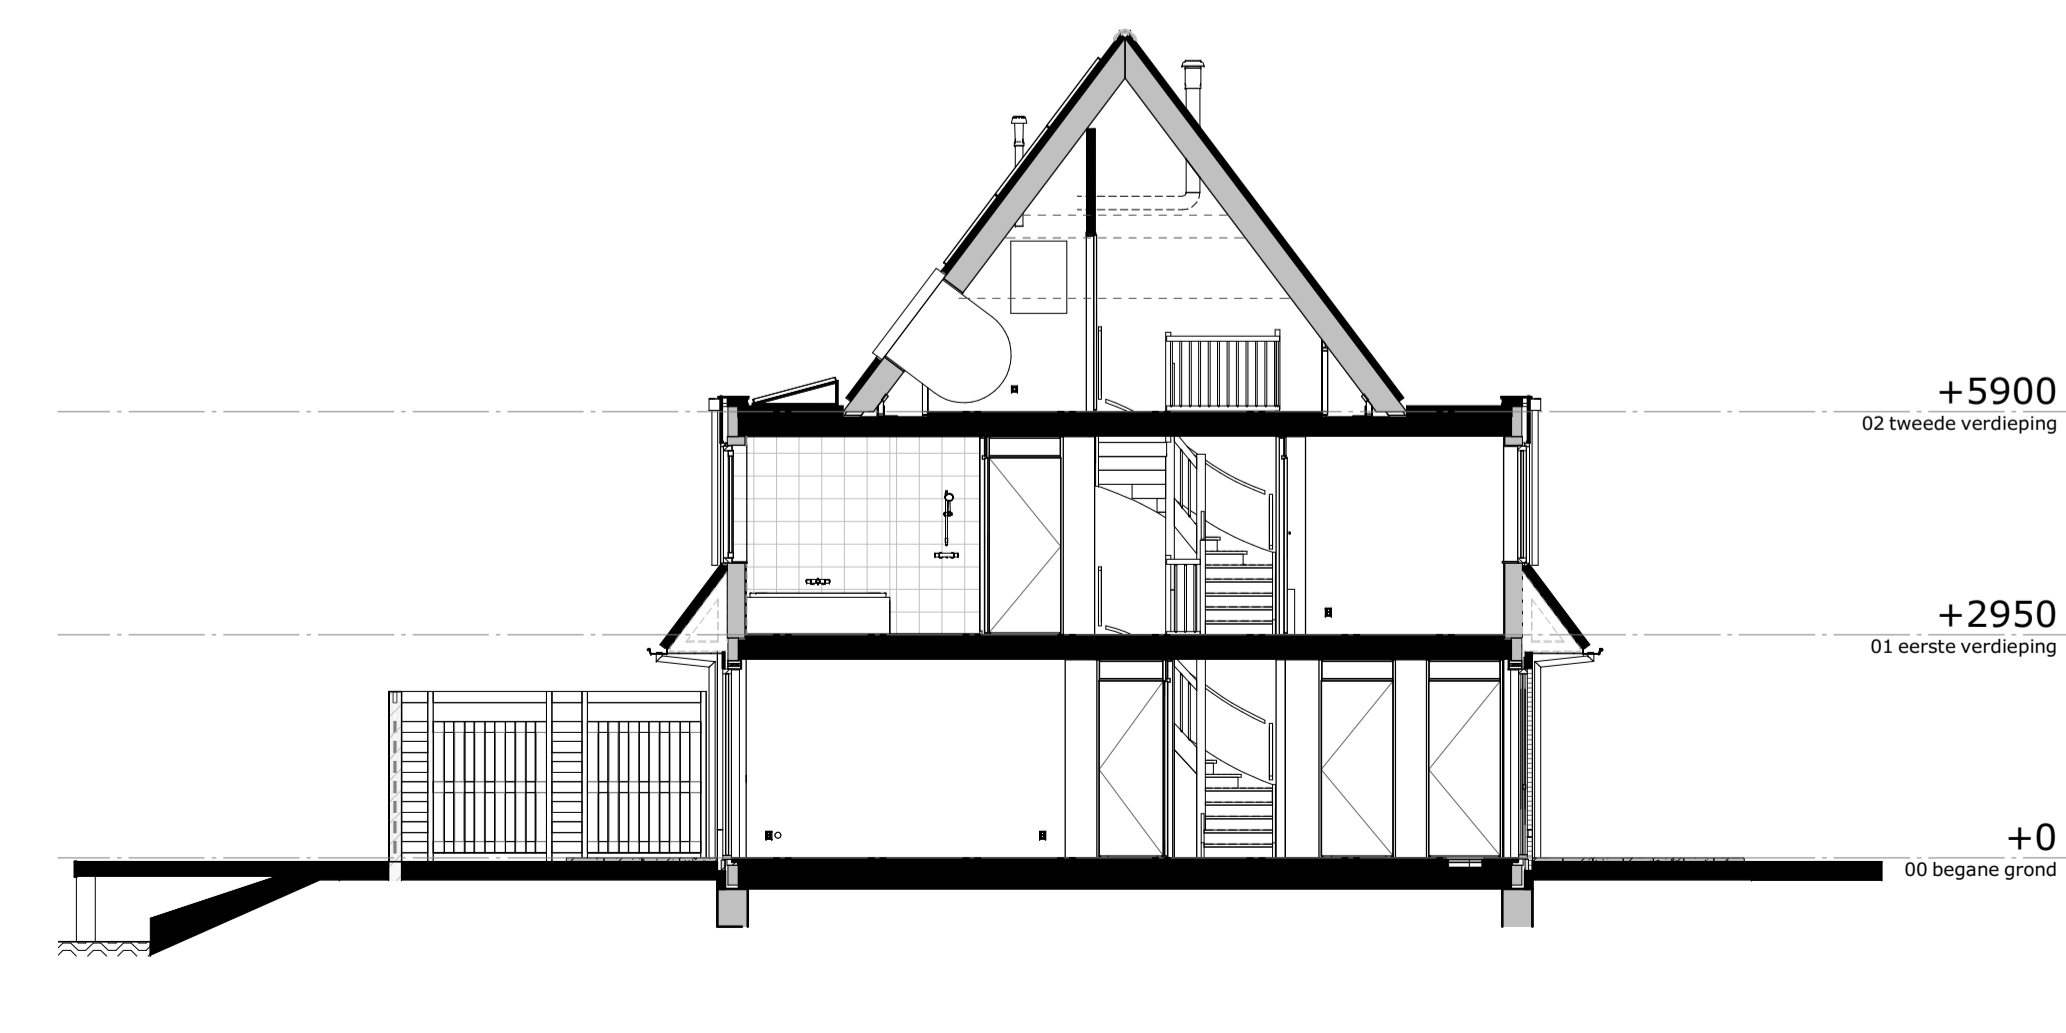 +5900
02 tweede verdieping
+2950
01 eerste verdieping
+0
00 begane grond